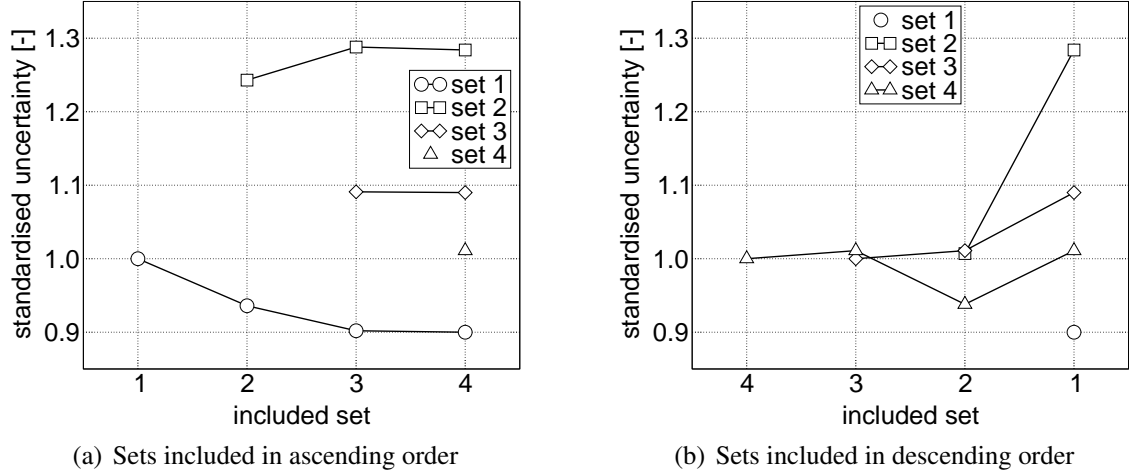 standardised uncertainty [-]
1.3
1.2
1.1
1.0
0.9
set 1
set 2
set 3
set 4
1 2 3 4
included set
(a) Sets included in ascending order
standardised uncertainty [-]
1.3
1.2
1.1
1.0
0.9
set 1
set 2
set 3
set 4
4 3 2 1
included set
(b) Sets included in descending order